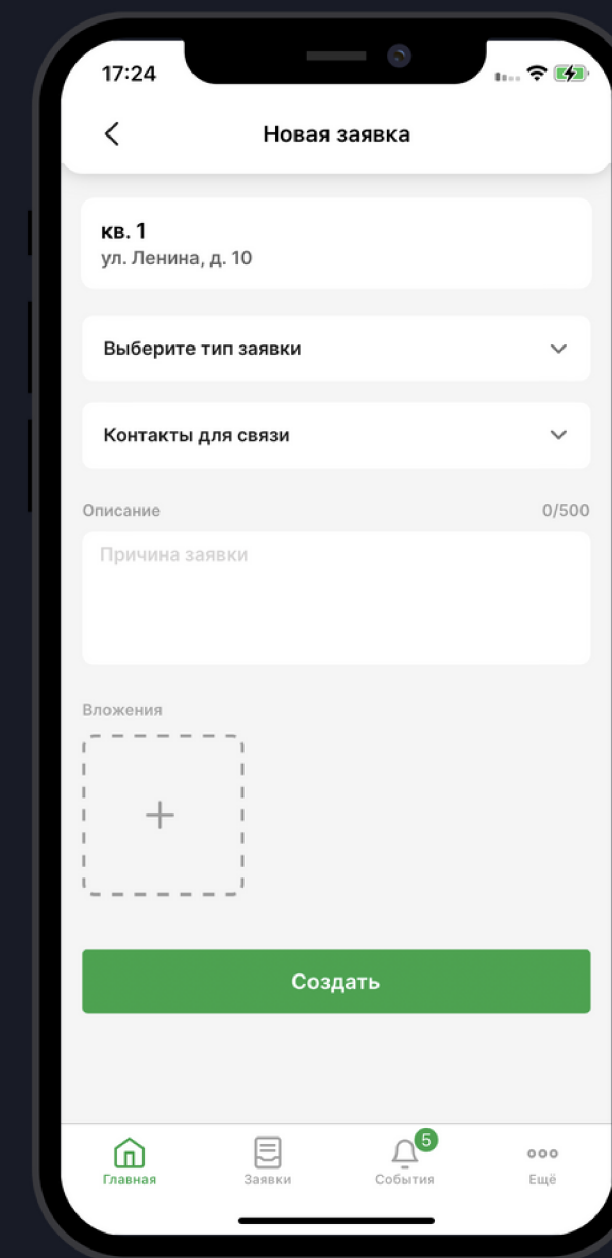 17:24
Новая заявка
кв. 1
ул. Ленина, д. 10
Выберите тип заявки
Контакты для связи
Описание 0/500
Причина заявки
Вложения
Создать
5
Главная Заявки События Ещё